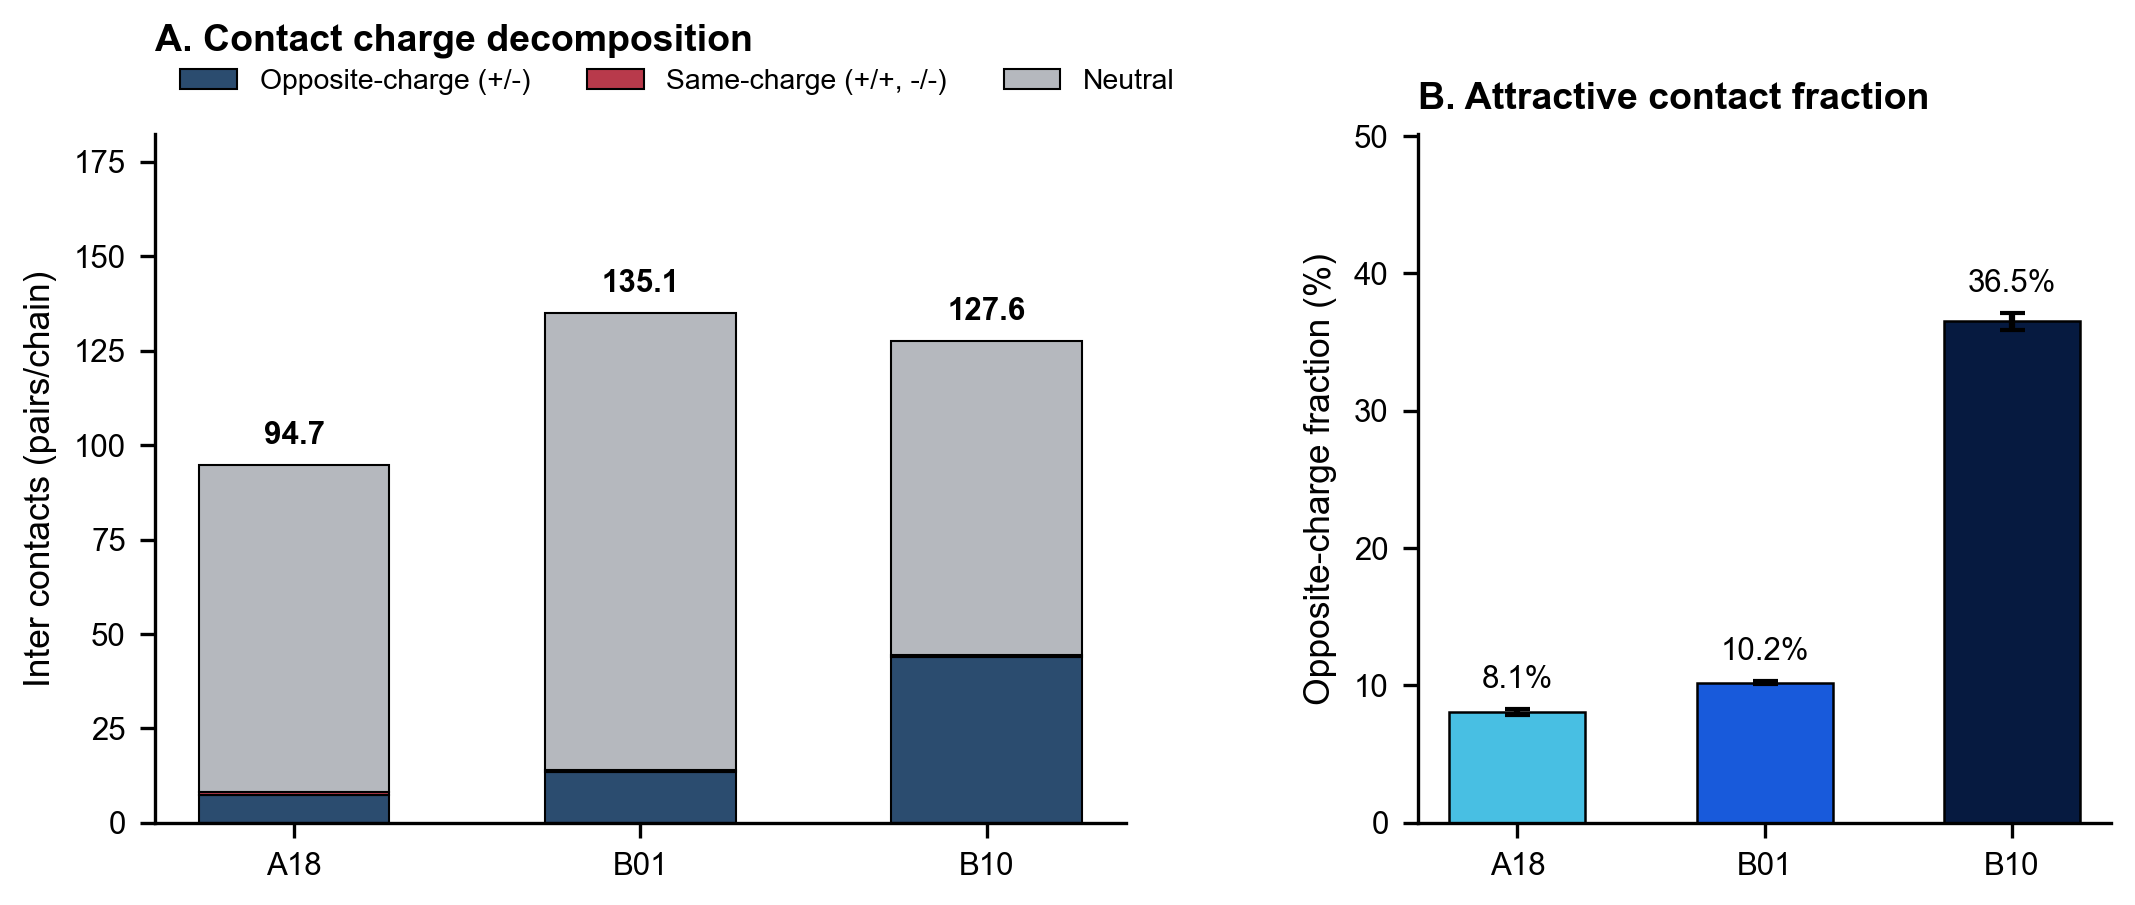 A. Contact charge decomposition
Opposite-charge (+/-) Same-charge (+/+, -/-) Neutral
Inter contacts (pairs/chain)
175
150
125
100
75
50
25
0
94.7
135.1
127.6
A18 B01 B10
B. Attractive contact fraction
Opposite-charge fraction (%)
50
40
30
20
10
0
8.1%
10.2%
36.5%
A18 B01 B10